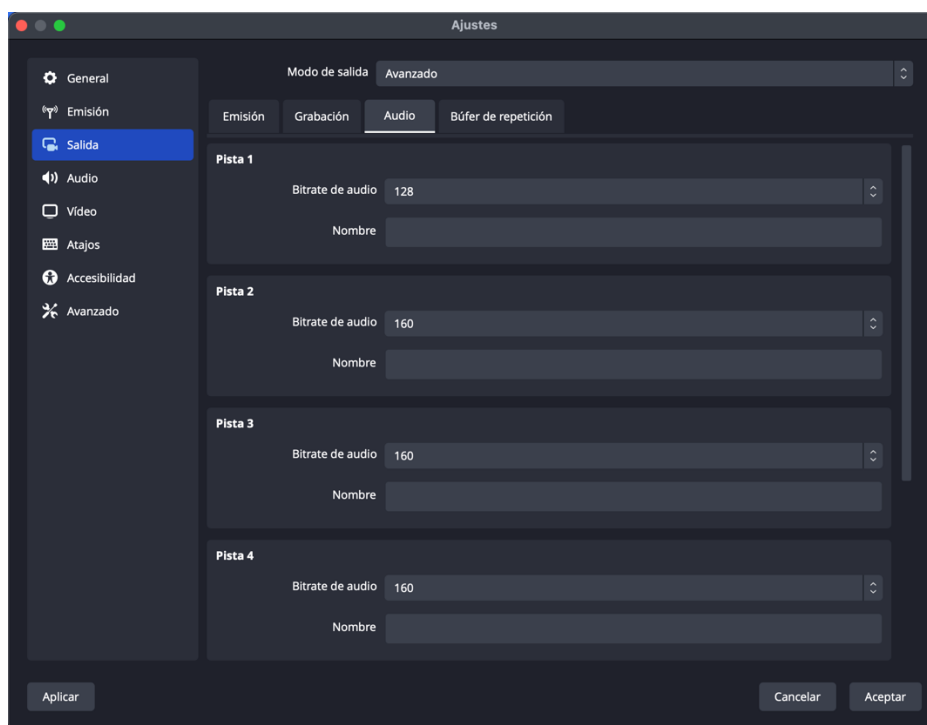 Ajustes
General
Emisión
Salida
Audio
Vídeo
Atajos
Accesibilidad
Avanzado
Modo de salida Avanzado
Emisión Grabación Audio Búfer de repetición
Pista 1
Bitrate de audio 128
Nombre
Pista 2
Bitrate de audio 160
Nombre
Pista 3
Bitrate de audio 160
Nombre
Pista 4
Bitrate de audio 160
Nombre
Aplicar Cancelar Aceptar